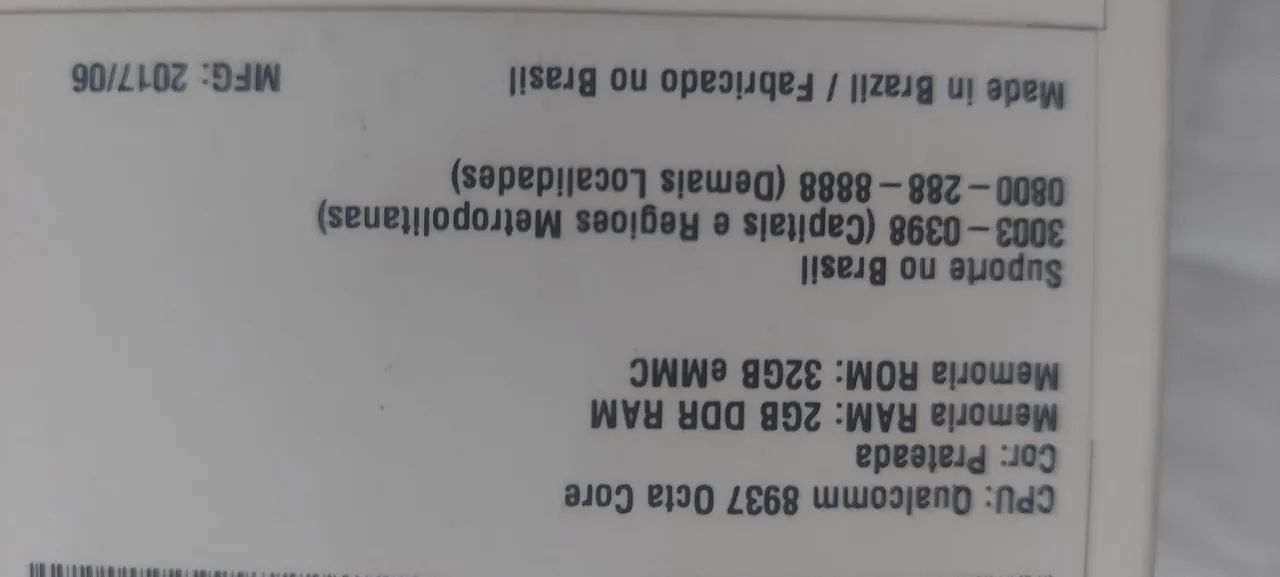 CPU: Qualcomm 8937 Octa Core
Cor: Prateada
Memoria RAM: 2GB DDR RAM
Memoria ROM: 32GB eMMC
Suporte no Brasil
3003-0398 (Capitais e Regioes Metropolitanas)
0800-288-8888 (Demais Localidades)
Made in Brazil / Fabricado no Brasil MFG: 2017/06